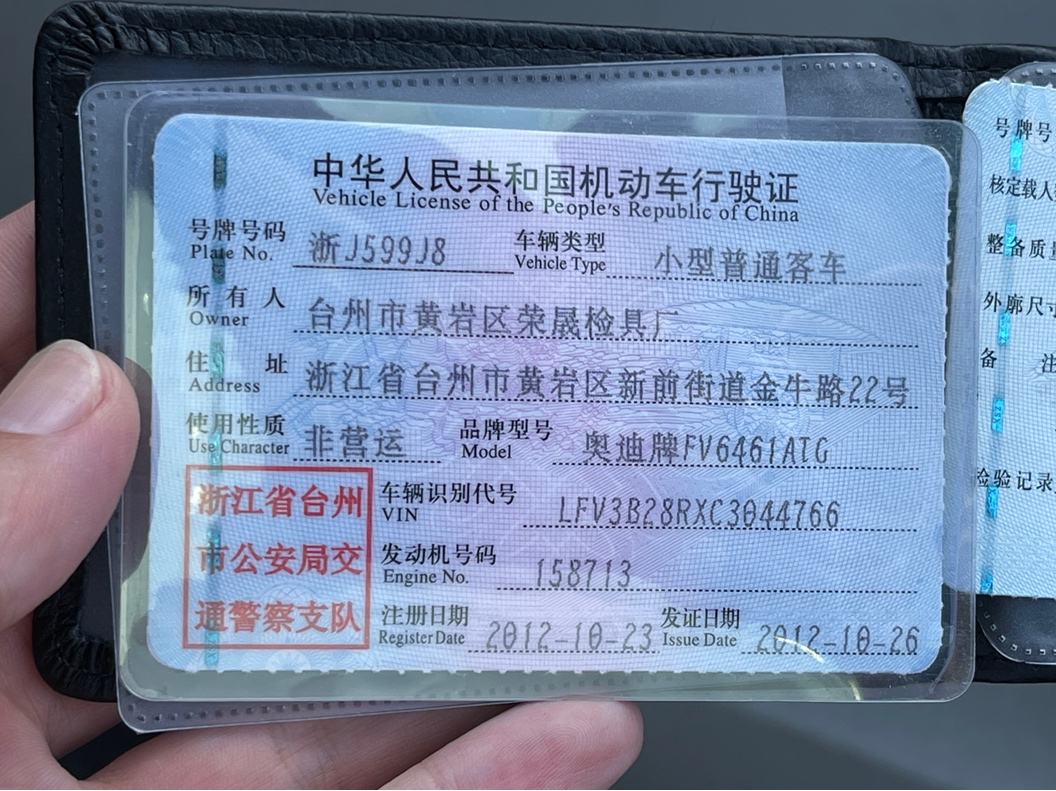 中华人民共和国机动车行驶证
Vehicle License of the People's Republic of China
号牌号码 浙J599J8 车辆类型 小型普通客车
Plate No. Vehicle Type
所有人 台州市黄岩区荣晟检具厂
Owner
住址 浙江省台州市黄岩区新前街道金牛路22号
Address
使用性质 非营运 品牌型号 奥迪牌FV6461ATG
Use Character Model
浙江省台州
市公安局交
通警察支队
车辆识别代号 LFV3B28RXC3044766
VIN
发动机号码 158713
Engine No.
注册日期 2012-10-23 发证日期 2012-10-26
Register Date Issue Date
号牌号
核定载人
整备质量
外廓尺寸
备 注
检验记录